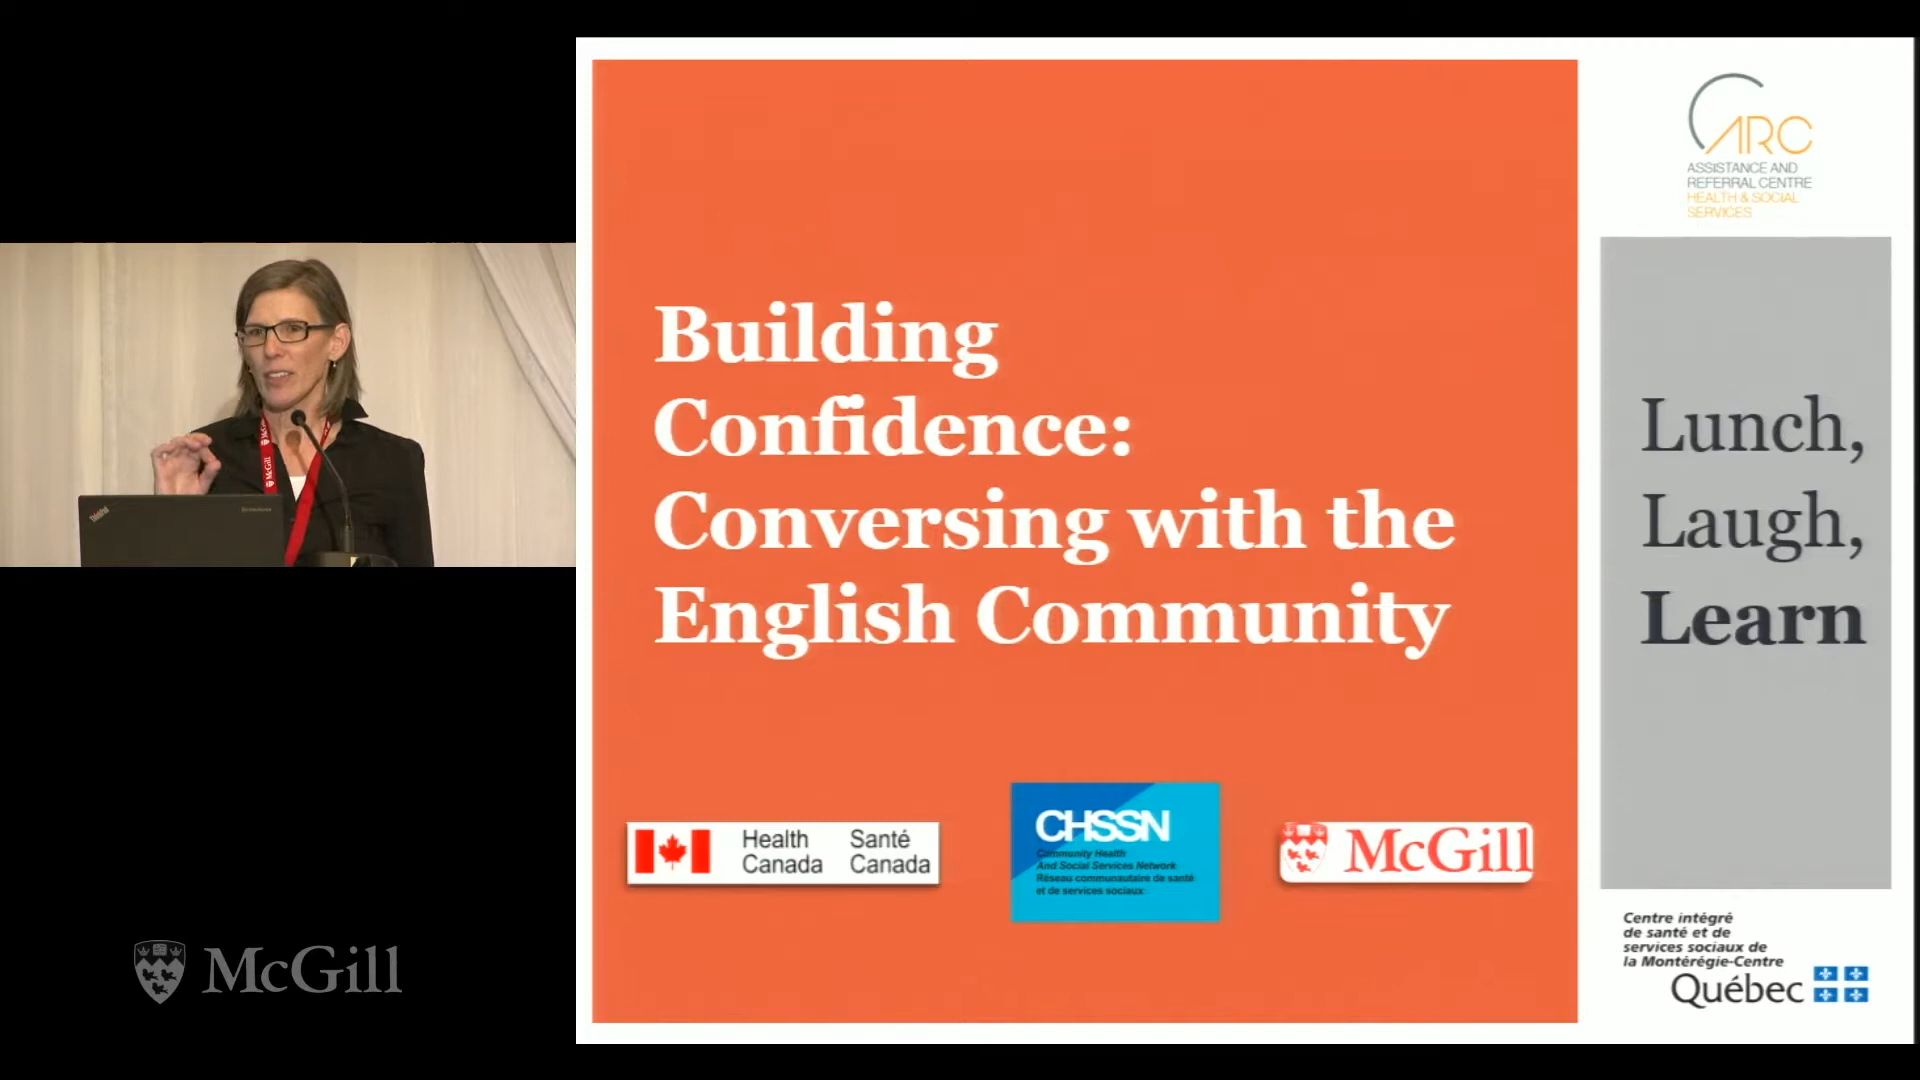 ARC
ASSISTANCE AND
REFERRAL CENTRE
HEALTH & SOCIAL
SERVICES
Building
Confidence:
Conversing with the
English Community
Lunch,
Laugh,
Learn
Health Canada
Santé Canada
CHSSN
Community Health
And Social Services Network
Réseau communautaire de santé
et de services sociaux
McGill
Centre intégré
de santé et de
services sociaux de
la Montérégie-Centre
Québec
McGill
McGill
ThinkPad